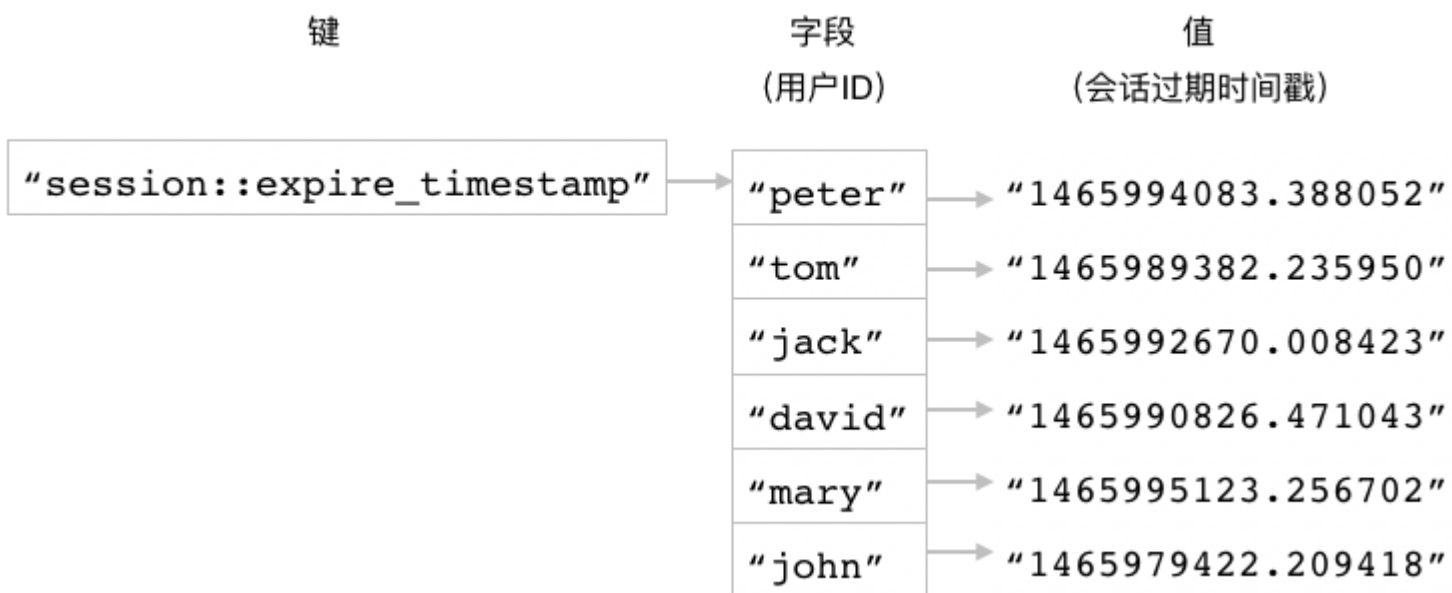 键 字段 值
(用户ID) (会话过期时间戳)
“session::expire_timestamp” “peter” “1465994083.388052”
“tom” “1465989382.235950”
“jack” “1465992670.008423”
“david” “1465990826.471043”
“mary” “1465995123.256702”
“john” “1465979422.209418”